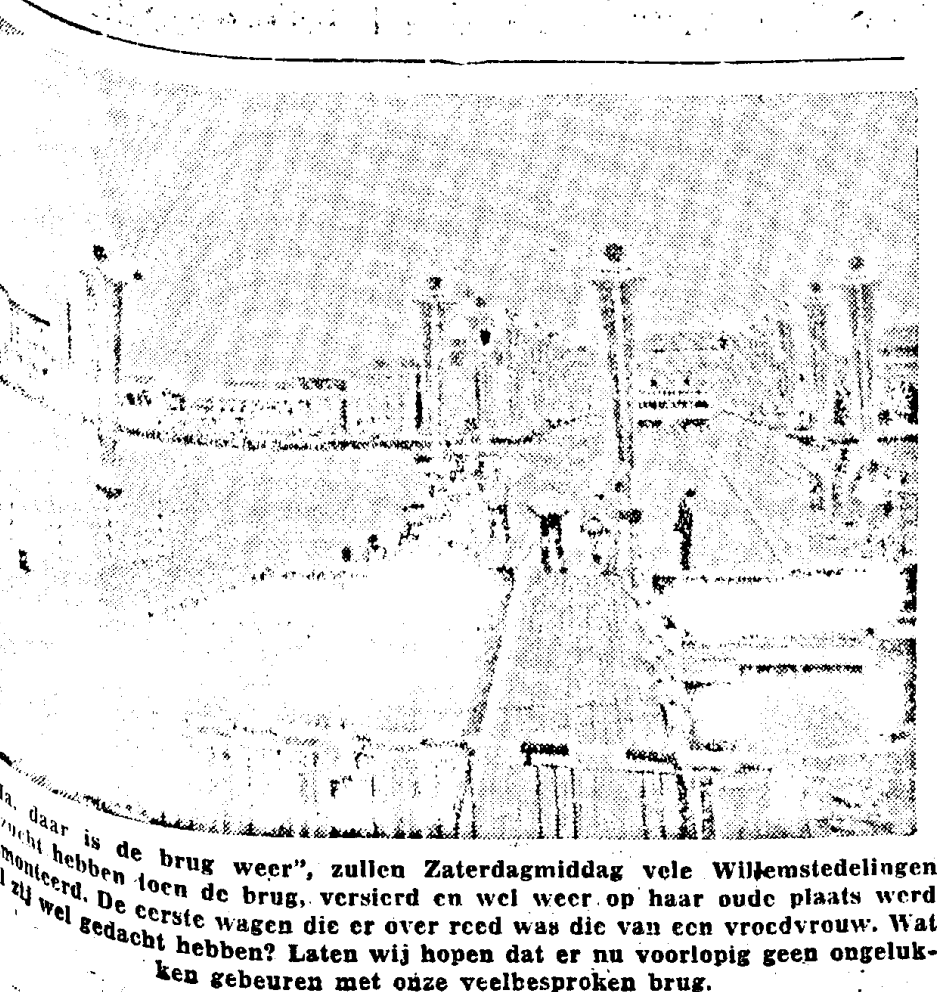 la, daar is de brug weer”, zullen Zaterdagmiddag vele Willemstedelingen
zucht hebben toen de brug, versierd en wel weer op haar oude plaats werd
monteerd. De eerste wagen die er over reed was die van een vroedvrouw. Wat
l zij wel gedacht hebben? Laten wij hopen dat er nu voorlopig geen ongeluk-
ken gebeuren met onze veelbesproken brug.